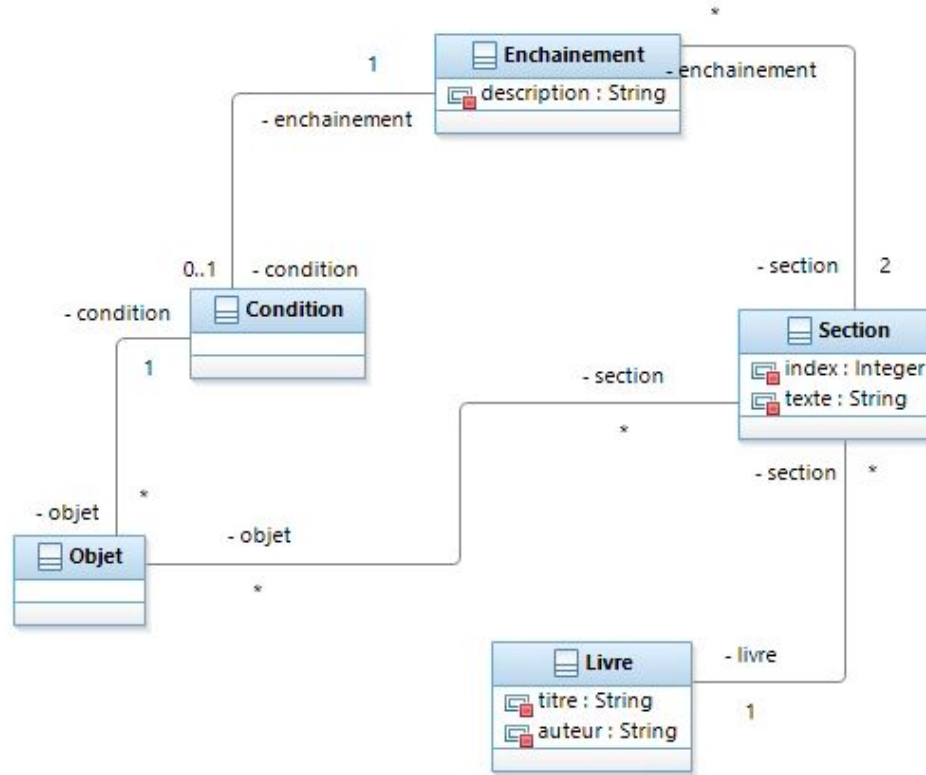 *
Enchainement
1
- enchainement
description : String
- enchainement
0..1 - condition
- section 2
- condition
Condition
Section
1
index : Integer
- section
texte : String
*
- section *
- objet *
- objet
Objet
*
Livre
- livre
titre : String
1
auteur : String